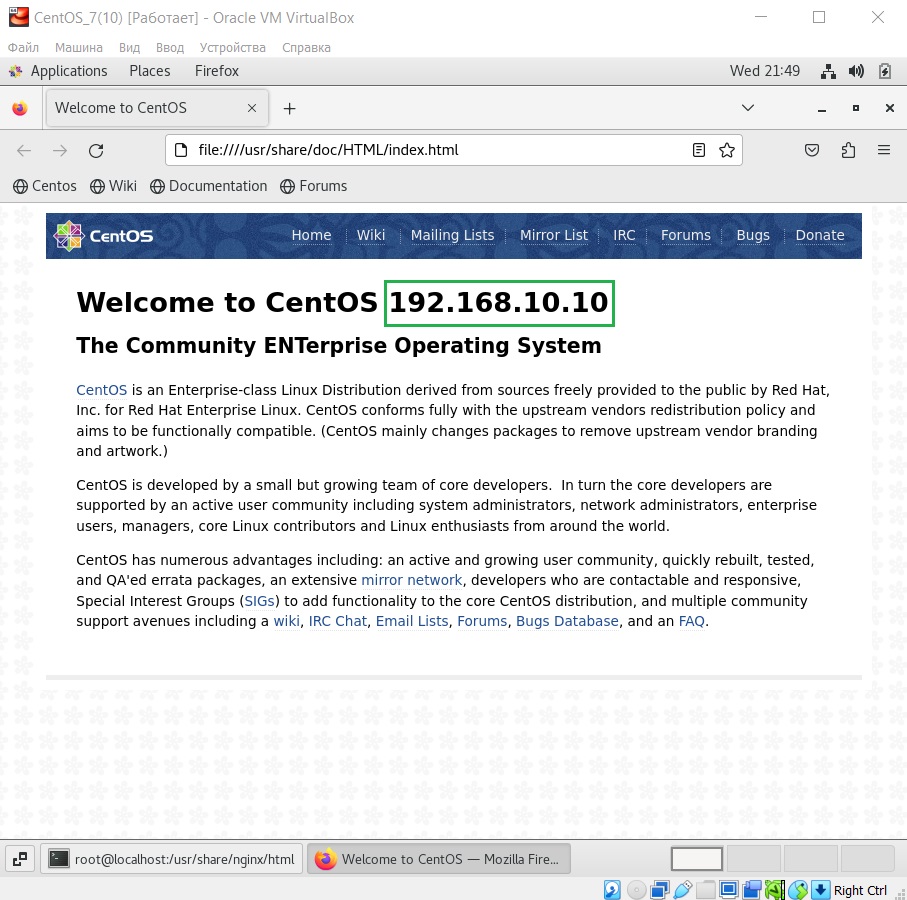 CentOS_7(10) [Работает] - Oracle VM VirtualBox
Файл Машина Вид Ввод Устройства Справка
Applications Places Firefox Wed 21:49
Welcome to CentOS
file:////usr/share/doc/HTML/index.html
Centos Wiki Documentation Forums
CentOS Home Wiki Mailing Lists Mirror List IRC Forums Bugs Donate
Welcome to CentOS 192.168.10.10
The Community ENTerprise Operating System
CentOS is an Enterprise-class Linux Distribution derived from sources freely provided to the public by Red Hat,
Inc. for Red Hat Enterprise Linux. CentOS conforms fully with the upstream vendors redistribution policy and
aims to be functionally compatible. (CentOS mainly changes packages to remove upstream vendor branding
and artwork.)
CentOS is developed by a small but growing team of core developers.  In turn the core developers are
supported by an active user community including system administrators, network administrators, enterprise
users, managers, core Linux contributors and Linux enthusiasts from around the world.
CentOS has numerous advantages including: an active and growing user community, quickly rebuilt, tested,
and QA'ed errata packages, an extensive mirror network, developers who are contactable and responsive,
Special Interest Groups (SIGs) to add functionality to the core CentOS distribution, and multiple community
support avenues including a wiki, IRC Chat, Email Lists, Forums, Bugs Database, and an FAQ.
root@localhost:/usr/share/nginx/html Welcome to CentOS — Mozilla Fire...
Right Ctrl